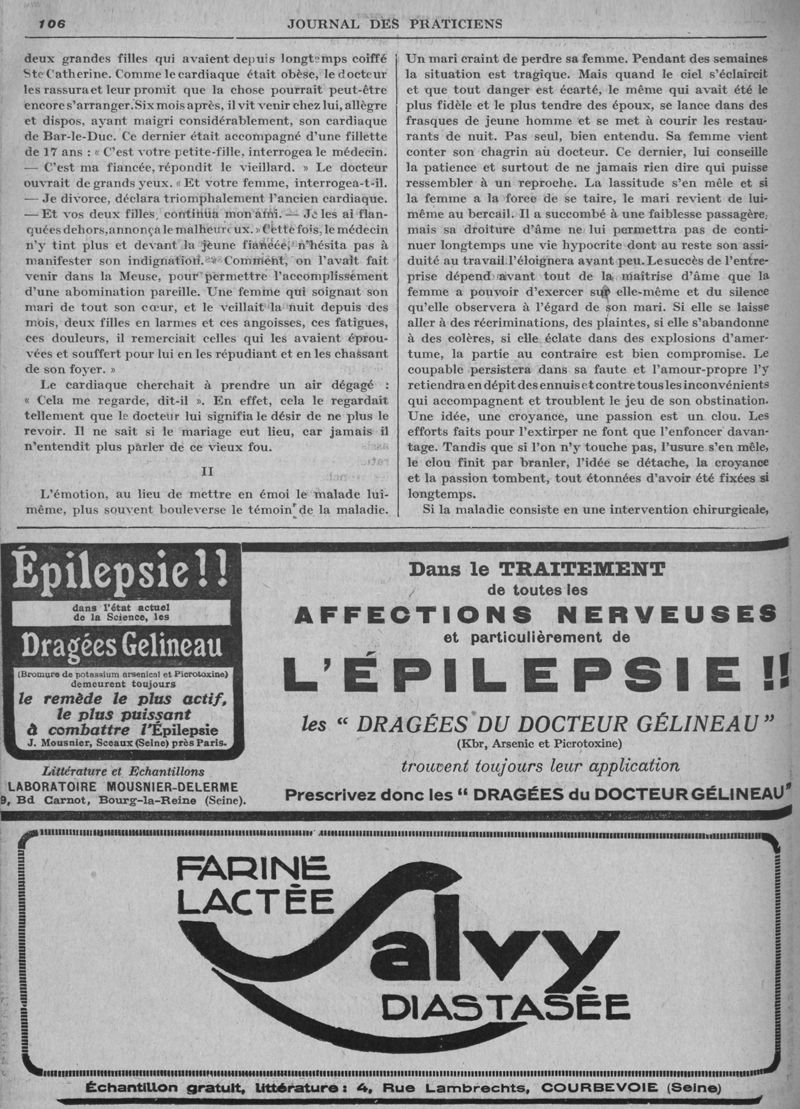 106
JOURNAL DES PRATICIENS
deux grandes filles qui avaient depuis longtemps coiffé
Ste Catherine. Comme le cardiaque était obèse, le docteur
les rassura et leur promit que la chose pourrait peut-être
encore s'arranger. Six mois après, il vit venir chez lui, allègre
et dispos, ayant maigri considérablement, son cardiaque
de Bar-le-Duc. Ce dernier était accompagné d'une fillette
de 17 ans : « C'est votre petite-fille, interrogea le médecin.
— C'est ma fiancée, répondit le vieillard. » Le docteur
ouvrait de grands yeux. « Et votre femme, interrogea-t-il.
— Je divorce, déclara triomphalement l'ancien cardiaque.
— Et vos deux filles, continua mon ami. — Je les ai flan-
quées dehors, annonça le malheureux. » Cette fois, le médecin
n'y tint plus et devant la jeune fiancée, n'hésita pas à
manifester son indignation. « Comment, on l'avait fait
venir dans la Meuse, pour permettre l'accomplissement
d'une abomination pareille. Une femme qui soignait son
mari de tout son cœur, et le veillait la nuit depuis des
mois, deux filles en larmes et ces angoisses, ces fatigues,
ces douleurs, il remerciait celles qui les avaient éprou-
vées et souffert pour lui en les répudiant et en les chassant
de son foyer. »
Le cardiaque cherchait à prendre un air dégagé :
« Cela me regarde, dit-il ». En effet, cela le regardait
tellement que le docteur lui signifia le désir de ne plus le
revoir. Il ne sait si le mariage eut lieu, car jamais il
n'entendit plus parler de ce vieux fou.
II
L'émotion, au lieu de mettre en émoi le malade lui-
même, plus souvent bouleverse le témoin de la maladie.
Un mari craint de perdre sa femme. Pendant des semaines
la situation est tragique. Mais quand le ciel s'éclaircit
et que tout danger est écarté, le même qui avait été le
plus fidèle et le plus tendre des époux, se lance dans des
frasques de jeune homme et se met à courir les restau-
rants de nuit. Pas seul, bien entendu. Sa femme vient
conter son chagrin au docteur. Ce dernier, lui conseille
la patience et surtout de ne jamais rien dire qui puisse
ressembler à un reproche. La lassitude s'en mêle et si
la femme a la force de se taire, le mari revient de lui-
même au bercail. Il a succombé à une faiblesse passagère,
mais sa droiture d'âme ne lui permettra pas de conti-
nuer longtemps une vie hypocrite dont au reste son assi-
duité au travail l'éloignera avant peu. Le succès de l'entre-
prise dépend avant tout de la maîtrise d'âme que la
femme a pouvoir d'exercer sur elle-même et du silence
qu'elle observera à l'égard de son mari. Si elle se laisse
aller à des récriminations, des plaintes, si elle s'abandonne
à des colères, si elle éclate dans des explosions d'amer-
tume, la partie au contraire est bien compromise. Le
coupable persistera dans sa faute et l'amour-propre l'y
retiendra en dépit des ennuis et contre tous les inconvénients
qui accompagnent et troublent le jeu de son obstination.
Une idée, une croyance, une passion est un clou. Les
efforts faits pour l'extirper ne font que l'enfoncer davan-
tage. Tandis que si l'on n'y touche pas, l'usure s'en mêle,
le clou finit par branler, l'idée se détache, la croyance
et la passion tombent, tout étonnées d'avoir été fixées si
longtemps.
Si la maladie consiste en une intervention chirurgicale,
Épilepsie!!
dans l'état actuel
de la Science, les
Dragées Gelineau
(Bromure de potassium arsenical et Picrotoxine)
demeurent toujours
le remède le plus actif,
le plus puissant
à combattre l'Épilepsie
J. Mousnier, Sceaux (Seine) près Paris.
Littérature et Echantillons
LABORATOIRE MOUSNIER-DELERME
9, Bd Carnot, Bourg-la-Reine (Seine).
Dans le TRAITEMENT
de toutes les
AFFECTIONS NERVEUSES
et particulièrement de
L'ÉPILEPSIE !!
les “ DRAGÉES DU DOCTEUR GÉLINEAU ”
(Kbr, Arsenic et Picrotoxine)
trouvent toujours leur application
Prescrivez donc les “ DRAGÉES du DOCTEUR GÉLINEAU ”
FARINE
LACTÉE
Salvy
DIASTASÉE
Échantillon gratuit, littérature : 4, Rue Lambrechts, COURBEVOIE (Seine)